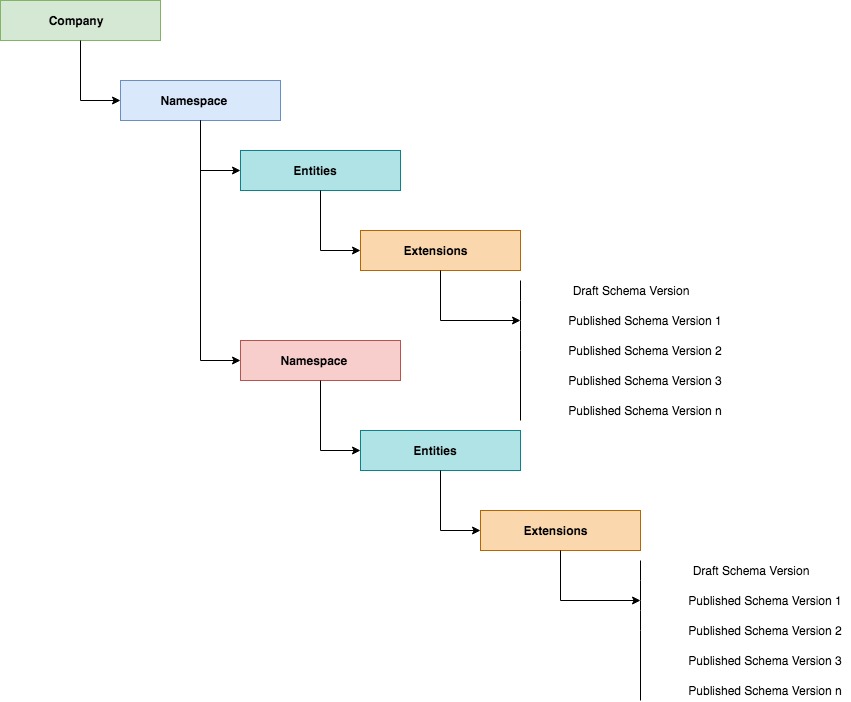 Company
Namespace
Entities
Extensions
Draft Schema Version
Published Schema Version 1
Published Schema Version 2
Published Schema Version 3
Published Schema Version n
Namespace
Entities
Extensions
Draft Schema Version
Published Schema Version 1
Published Schema Version 2
Published Schema Version 3
Published Schema Version n